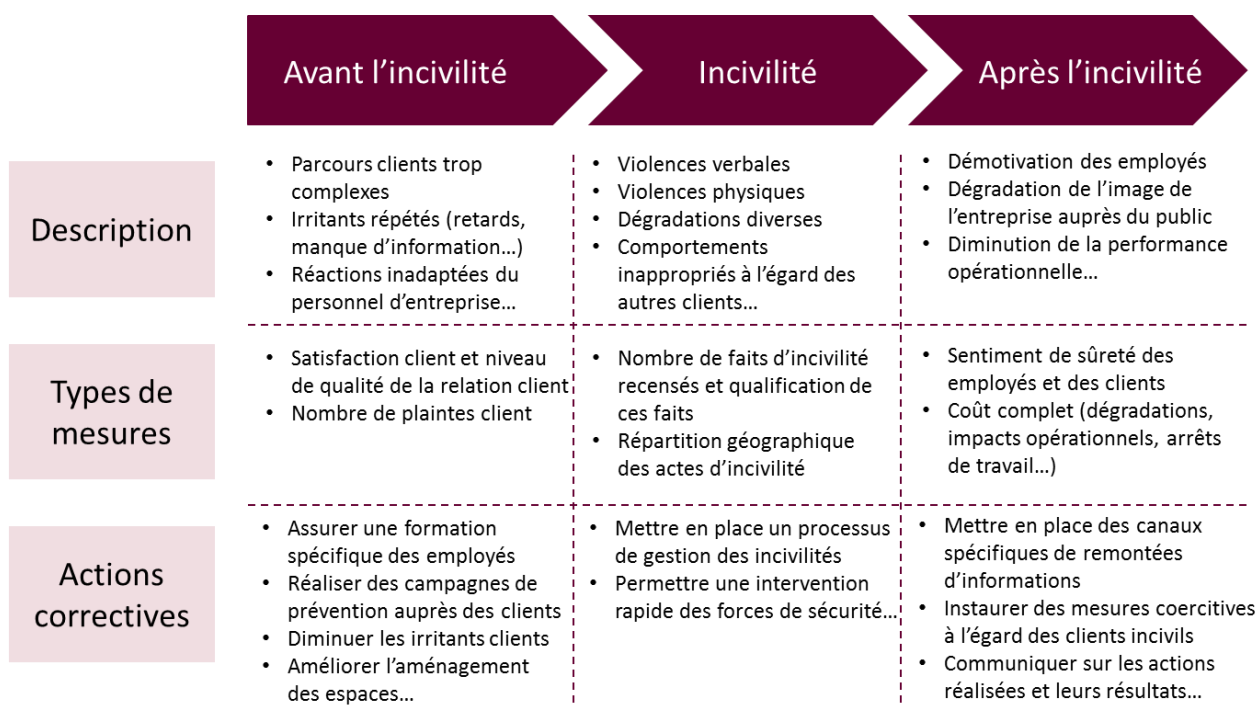 Avant l’incivilité
Incivilité
Après l’incivilité
Description
• Parcours clients trop
complexes
• Irritants répétés (retards,
manque d’information…)
• Réactions inadaptées du
personnel d’entreprise…
• Violences verbales
• Violences physiques
• Dégradations diverses
• Comportements
inappropriés à l’égard des
autres clients…
• Démotivation des employés
• Dégradation de l’image de
l’entreprise auprès du public
• Diminution de la performance
opérationnelle…
Types de
mesures
• Satisfaction client et niveau
de qualité de la relation client
• Nombre de plaintes client
• Nombre de faits d’incivilité
recensés et qualification de
ces faits
• Répartition géographique
des actes d’incivilité
• Sentiment de sûreté des
employés et des clients
• Coût complet (dégradations,
impacts opérationnels, arrêts
de travail…)
Actions
correctives
• Assurer une formation
spécifique des employés
• Réaliser des campagnes de
prévention auprès des clients
• Diminuer les irritants clients
• Améliorer l’aménagement
des espaces…
• Mettre en place un processus
de gestion des incivilités
• Permettre une intervention
rapide des forces de sécurité…
• Mettre en place des canaux
spécifiques de remontées
d’informations
• Instaurer des mesures coercitives
à l’égard des clients incivils
• Communiquer sur les actions
réalisées et leurs résultats…